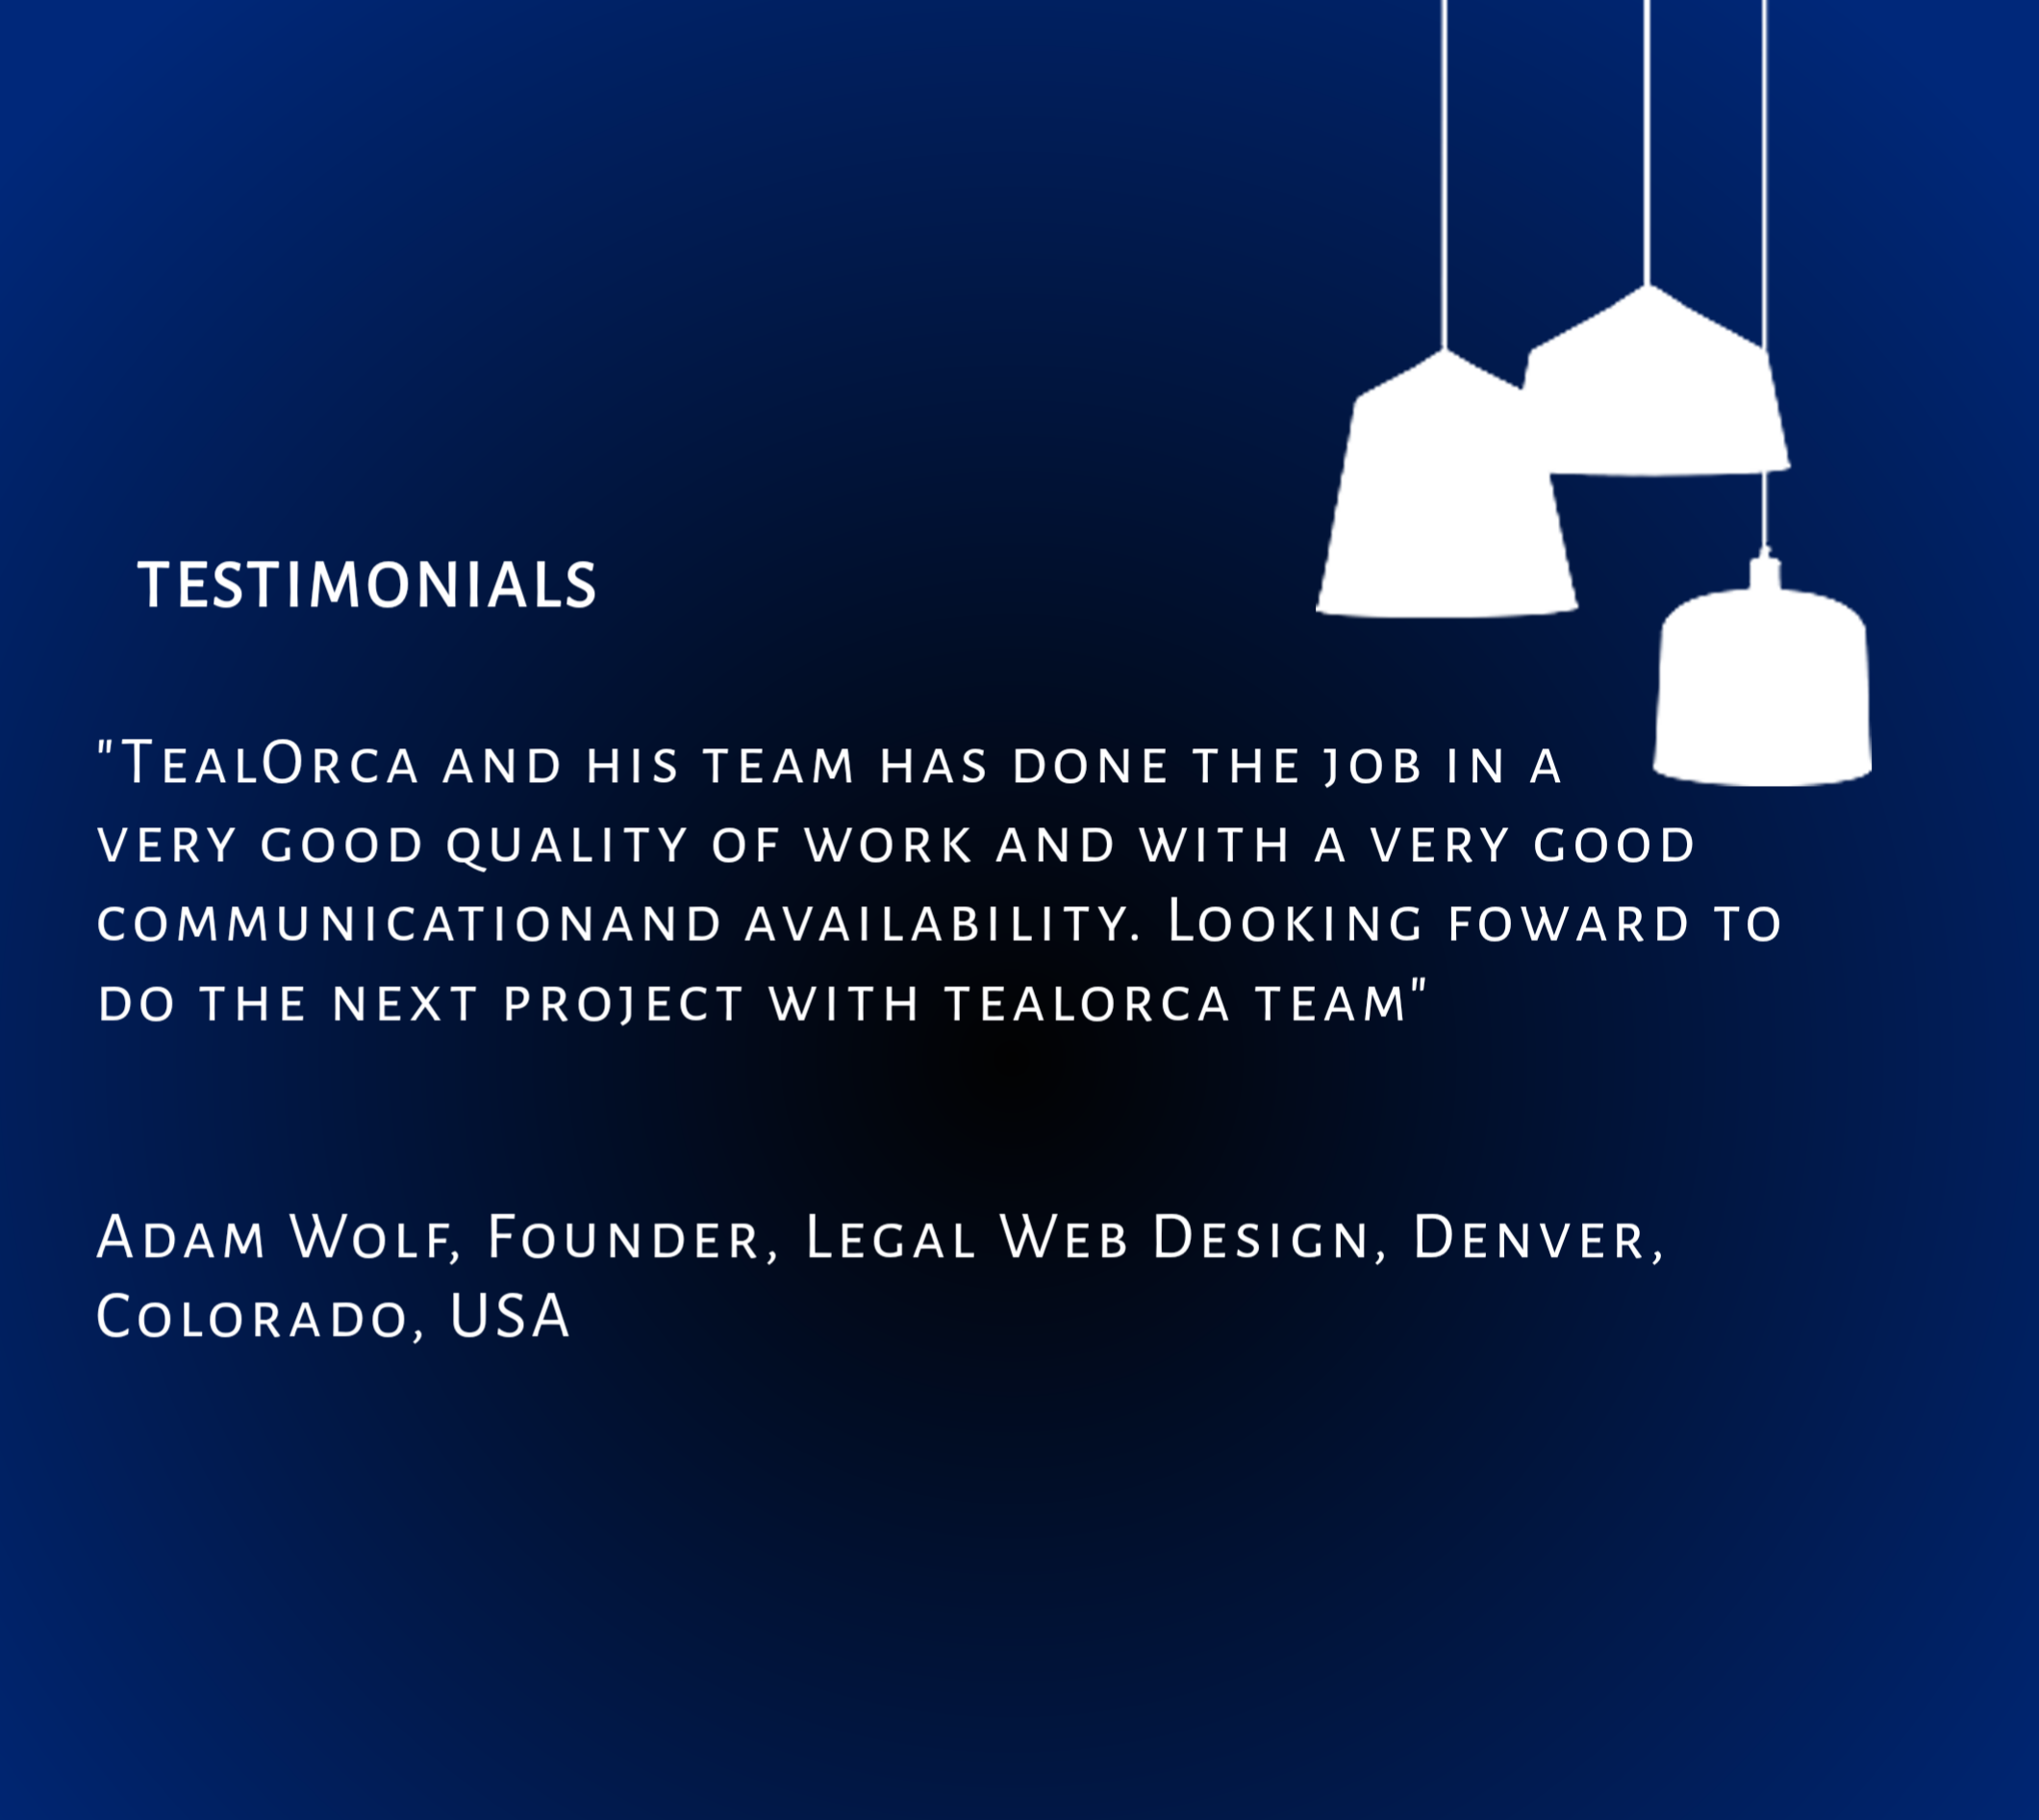 TESTIMONIALS
"TealOrca and his team has done the job in a
very good quality of work and with a very good
communicationand availability. Looking foward to
do the next project with tealorca team"
Adam Wolf, Founder, Legal Web Design, Denver,
Colorado, USA